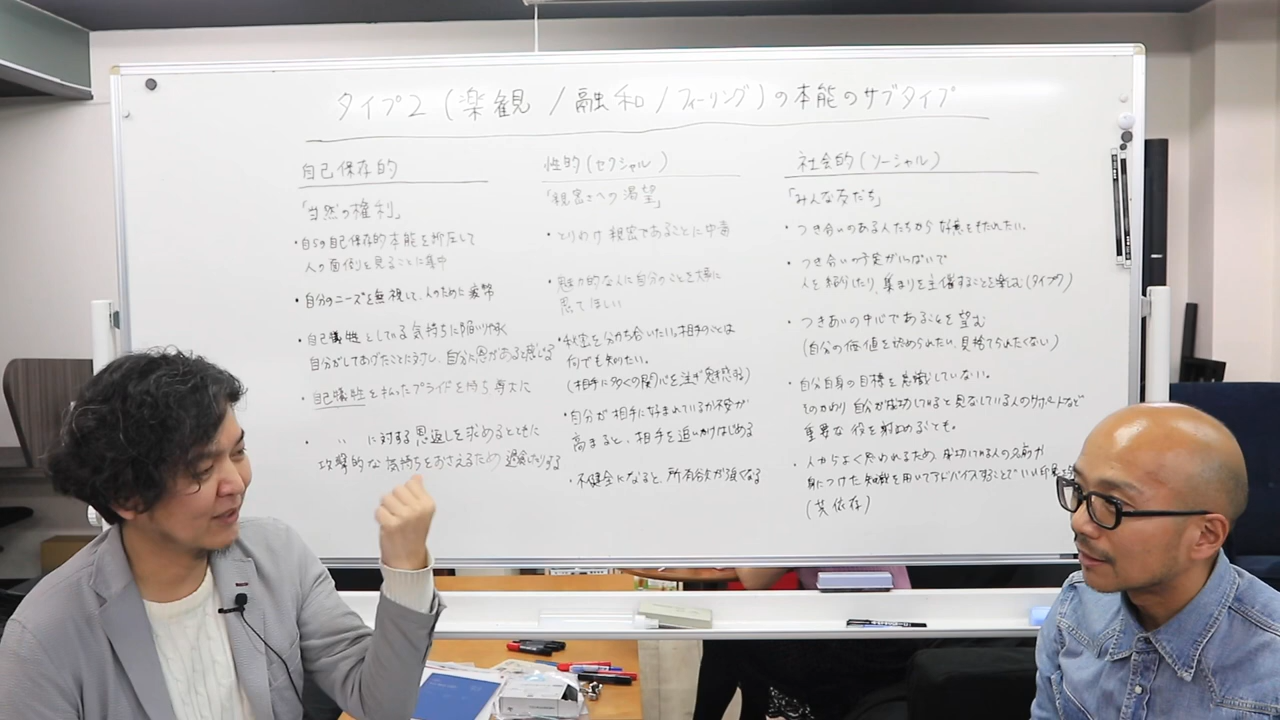 タイプ2(楽観/融和/フィーリング)の本能のサブタイプ
自己保存的
「当然の権利」
・自らの自己保存的本能を抑圧して
人の面倒を見ることに集中
・自分のニーズを無視して、人のために疲弊
・自己犠牲としている気持ちに陥りやすく
自分がしてあげたことに対し、自分に恩があると感じる
・自己犠牲を払ったプライドを持ち尊大に
・ 〃 に対する恩返しを求めるとともに
攻撃的な気持ちをおさえるため
性的(セクシャル)
「親密さへの渇望」
・とりわけ親密であることに中毒
・魅力的な人に自分のことを
思てほしい
・秘密を分かち合いたい。相手のことは
何でも知りたい。
(相手に多くの関心を注ぎ
・自分が相手に好まれているか不安が
高まると、相手を追いかけはじめる
・不健全になると、所有欲が強くなる
社会的(ソーシャル)
「みんな友だち」
・つき合いのある人たちから好意をもたれたい。
・つき合いの予定がいっぱいで
人を紹介したり、集まりを主催することを楽しむ(タイプ7)
・つきあいの中心であることを望む
(自分の価値を認められたい、見捨てられたくない)
・自分自身の目標を意識していない。
そのかわり自分が成功していると見なしている人のサポートなど
重要な役を射止めることも。
・人からよく思われるため、成功している人の名前や
身につけた知識を用いてアドバイスすることでいい印象を
(共依存)